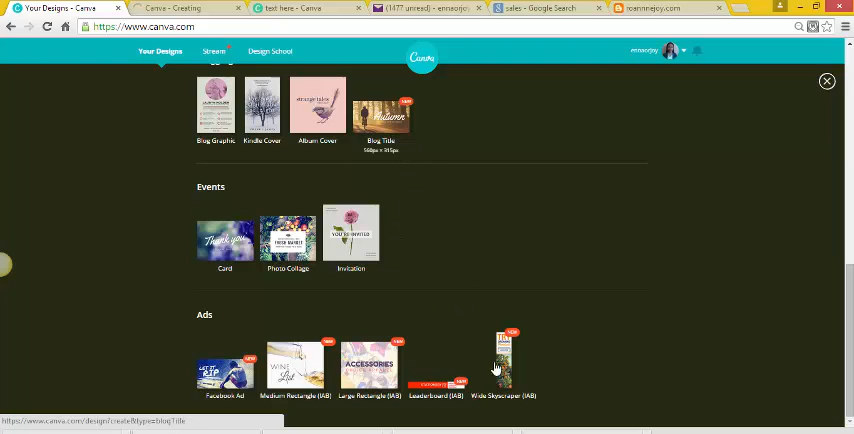 Your Designs - Canva
Canva - Creating
text here - Canva
(1477 unread) - ennaorjoy
sales - Google Search
roannnejoy.com
https://www.canva.com
Your Designs
Stream
Design School
Canva
ennaorjoy
strange tales
NEW
Autumn
Blog Graphic
Kindle Cover
Album Cover
Blog Title
560px × 315px
Events
Thank you
FRESH MARKET
YOU'RE INVITED
Card
Photo Collage
Invitation
Ads
NEW
NEW
NEW
NEW
NEW
LET IT RIP
WINE List
ACCESSORIES
Facebook Ad
Medium Rectangle (IAB)
Large Rectangle (IAB)
Leaderboard (IAB)
Wide Skyscraper (IAB)
https://www.canva.com/design/create?type=blogTitle